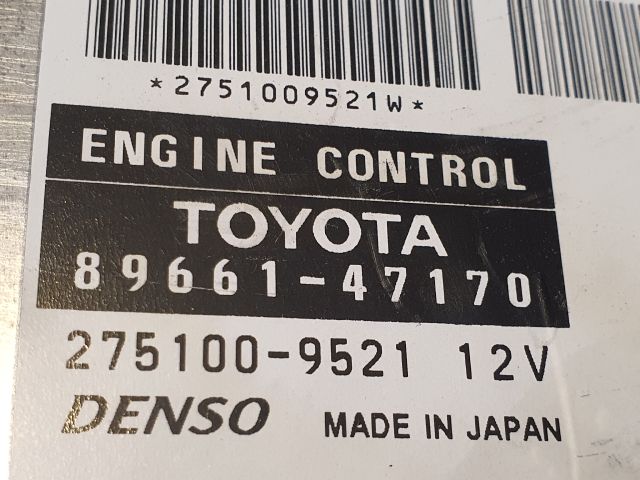 *2751009521W*
ENGINE CONTROL
TOYOTA
89661-47170
275100-9521 12V
DENSO MADE IN JAPAN